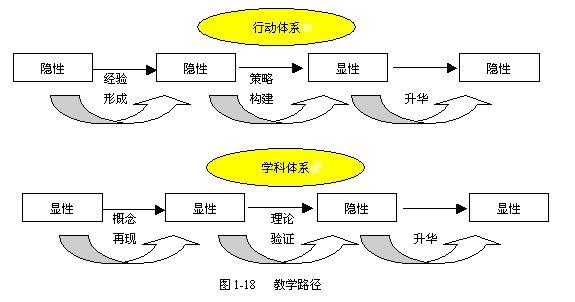 行动体系
隐性 隐性 显性 隐性
经验 策略
形成 构建 升华
学科体系
显性 显性 隐性 显性
概念 理论
再现 验证 升华
图 1-18 教学路径